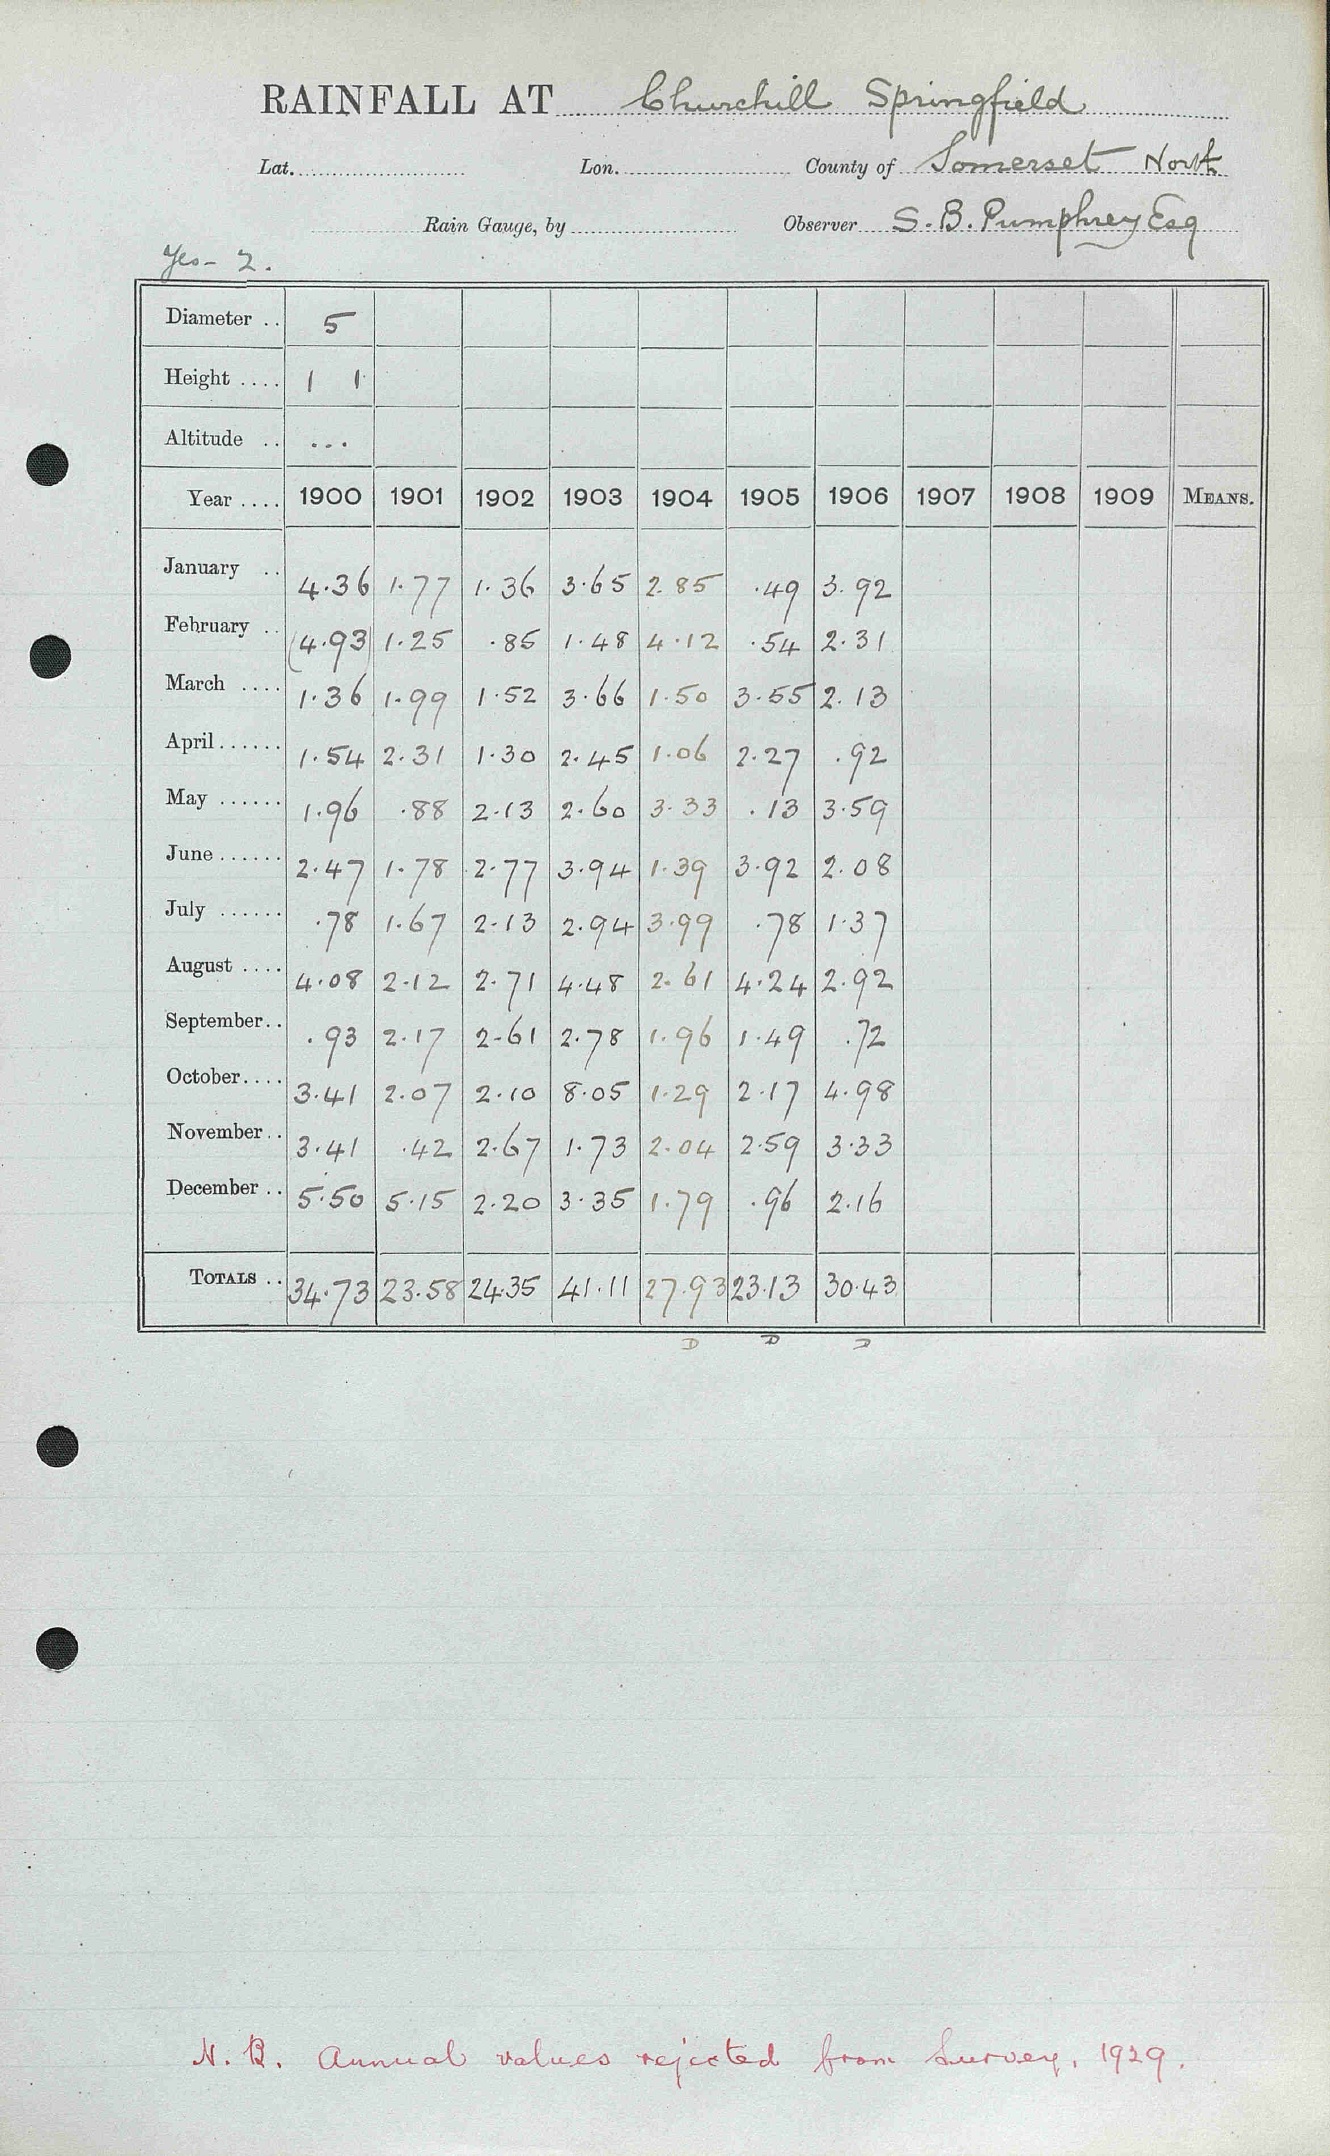 RAINFALL AT Churchill Springfield
Lat. Lon. County of Somerset North
Rain Gauge, by Observer S. B. Pumphrey Esq
Yes - 2.
Diameter .. 5
Height .... 1 1
Altitude .. ...
Year .... 1900 1901 1902 1903 1904 1905 1906 1907 1908 1909 MEANS.
January .. 4.36 1.77 1.36 3.65 2.85 .49 3.92
February .. (4.93) 1.25 .85 1.48 4.12 .54 2.31
March .... 1.36 1.99 1.52 3.66 1.50 3.55 2.13
April ...... 1.54 2.31 1.30 2.45 1.06 2.27 .92
May ...... 1.96 .88 2.13 2.60 3.33 .13 3.59
June ...... 2.47 1.78 2.77 3.94 1.39 3.92 2.08
July ...... .78 1.67 2.13 2.94 3.99 .78 1.37
August .... 4.08 2.12 2.71 4.48 2.61 4.24 2.92
September .. .93 2.17 2.61 2.78 1.96 1.49 .72
October .... 3.41 2.07 2.10 8.05 1.29 2.17 4.98
November .. 3.41 .42 2.67 1.73 2.04 2.59 3.33
December .. 5.50 5.15 2.20 3.35 1.79 .96 2.16
TOTALS .. 34.73 23.58 24.35 41.11 27.93 23.13 30.43
D D D
N. B. Annual values rejected from Survey, 1929.